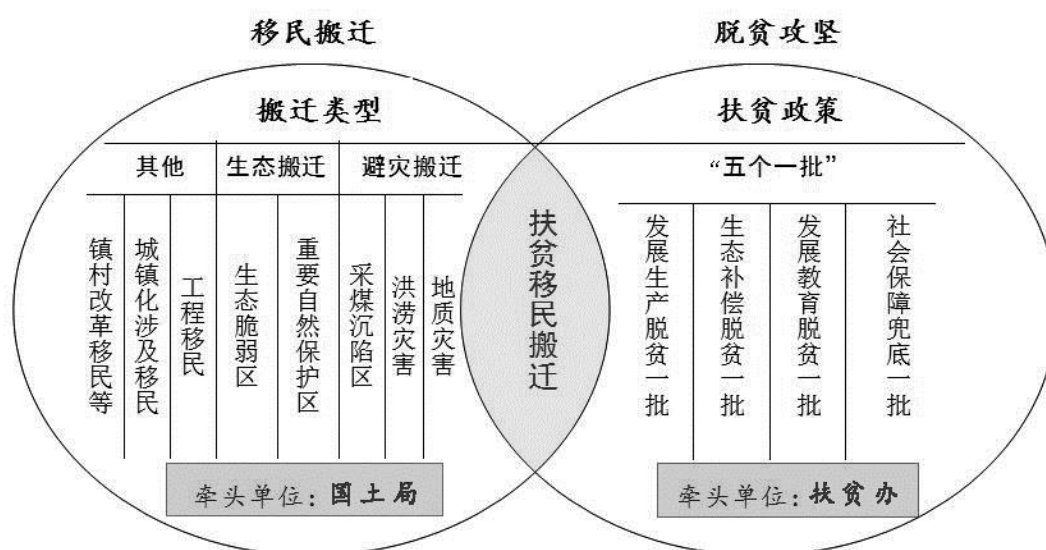 移民搬迁
脱贫攻坚
搬迁类型
扶贫政策
其他
生态搬迁
避灾搬迁
“五个一批”
镇村改革移民等
城镇化涉及移民
工程移民
生态脆弱区
重要自然保护区
采煤沉陷区
洪涝灾害
地质灾害
扶贫移民搬迁
发展生产脱贫一批
生态补偿脱贫一批
发展教育脱贫一批
社会保障兜底一批
牵头单位：国土局
牵头单位：扶贫办